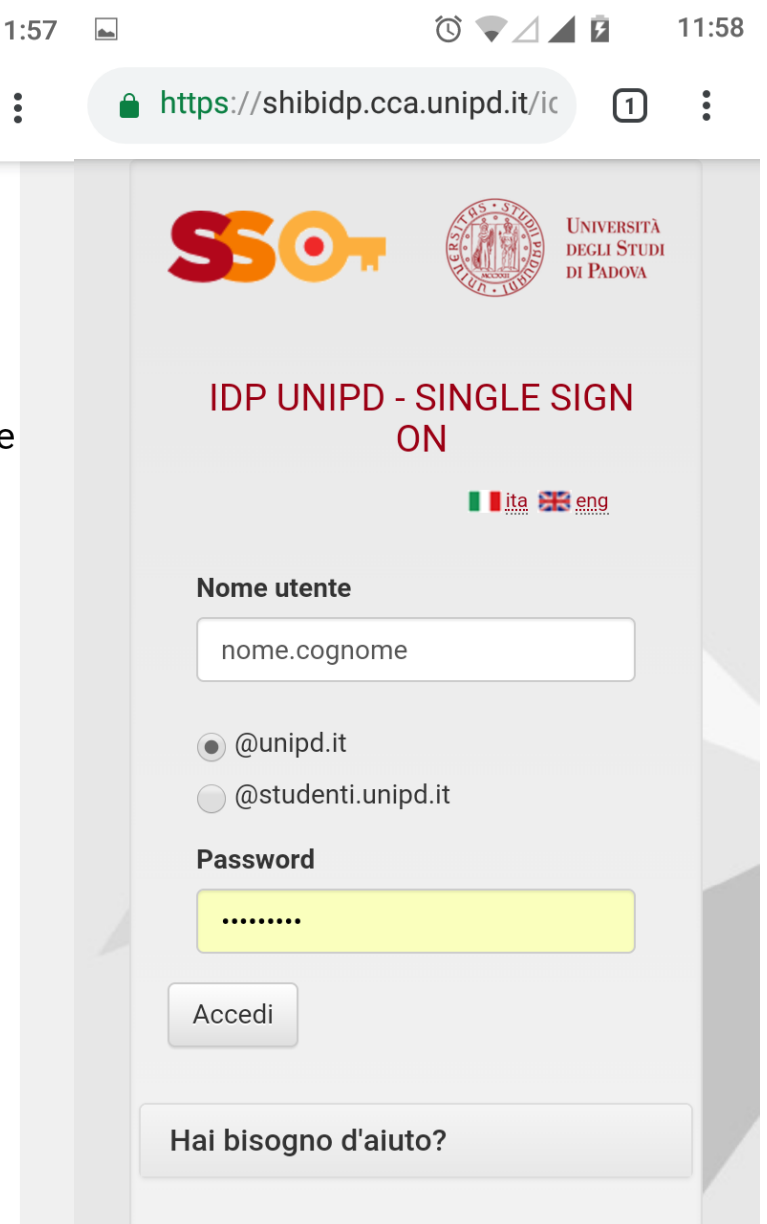 1:57
11:58
https://shibidp.cca.unipd.it/ic
1
SSO
UNIVERSITÀ
DEGLI STUDI
DI PADOVA
IDP UNIPD - SINGLE SIGN
ON
ita eng
e
Nome utente
nome.cognome
@unipd.it
@studenti.unipd.it
Password
•••••••••
Accedi
Hai bisogno d'aiuto?